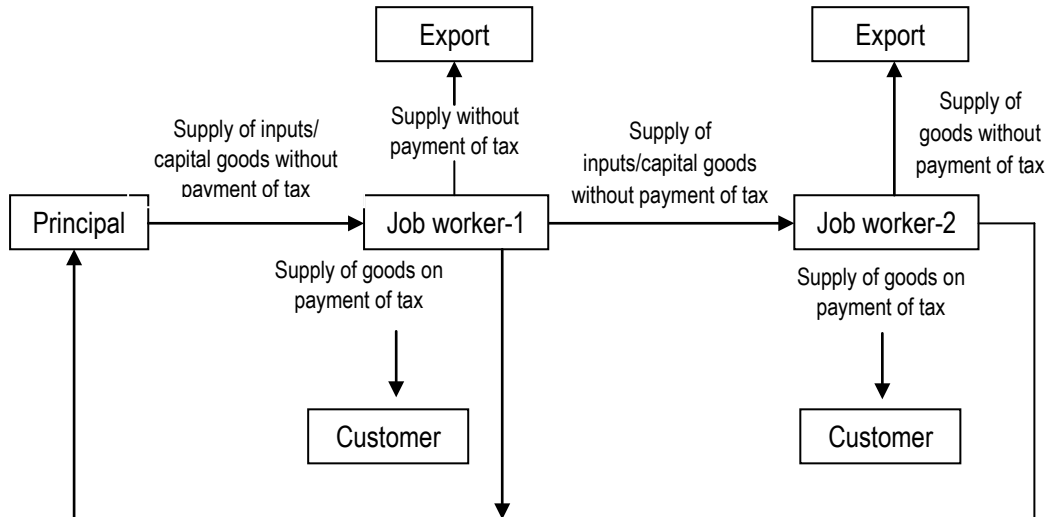 Export
Export
Supply of inputs/
capital goods without
payment of tax
Supply without
payment of tax
Supply of
inputs/capital goods
without payment of tax
Supply of
goods without
payment of tax
Principal
Job worker-1
Job worker-2
Supply of goods on
payment of tax
Supply of goods on
payment of tax
Customer
Customer